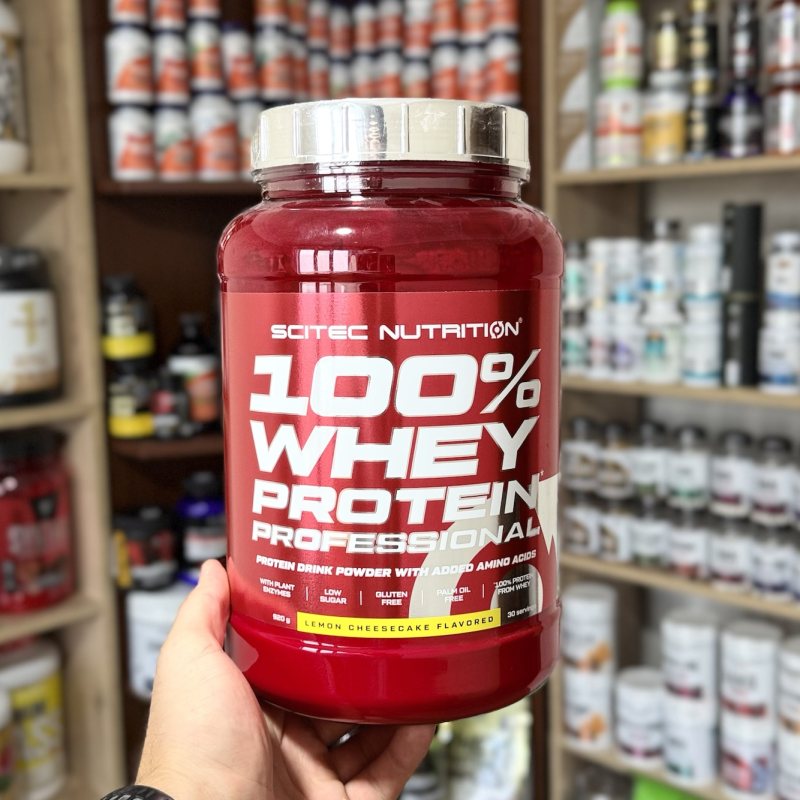 SCITEC NUTRITION®
100%
WHEY
PROTEIN*
PROFESSIONAL
PROTEIN DRINK POWDER WITH ADDED AMINO ACIDS
WITH PLANT ENZYMES | LOW SUGAR | GLUTEN FREE | PALM OIL FREE | *100% PROTEIN FROM WHEY
920 g LEMON CHEESECAKE FLAVORED 30 servings